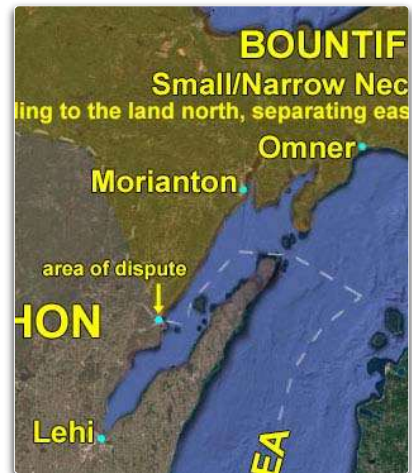 BOUNTIF
Small/Narrow Nec
ling to the land north, separating eas
Omner
Morianton
area of dispute
HON
Lehi
EA